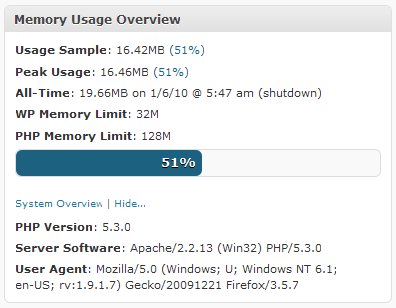 Memory Usage Overview
Usage Sample: 16.42MB (51%)
Peak Usage: 16.46MB (51%)
All-Time: 19.66MB on 1/6/10 @ 5:47 am (shutdown)
WP Memory Limit: 32M
PHP Memory Limit: 128M
51%
System Overview | Hide...
PHP Version: 5.3.0
Server Software: Apache/2.2.13 (Win32) PHP/5.3.0
User Agent: Mozilla/5.0 (Windows; U; Windows NT 6.1;
en-US; rv:1.9.1.7) Gecko/20091221 Firefox/3.5.7